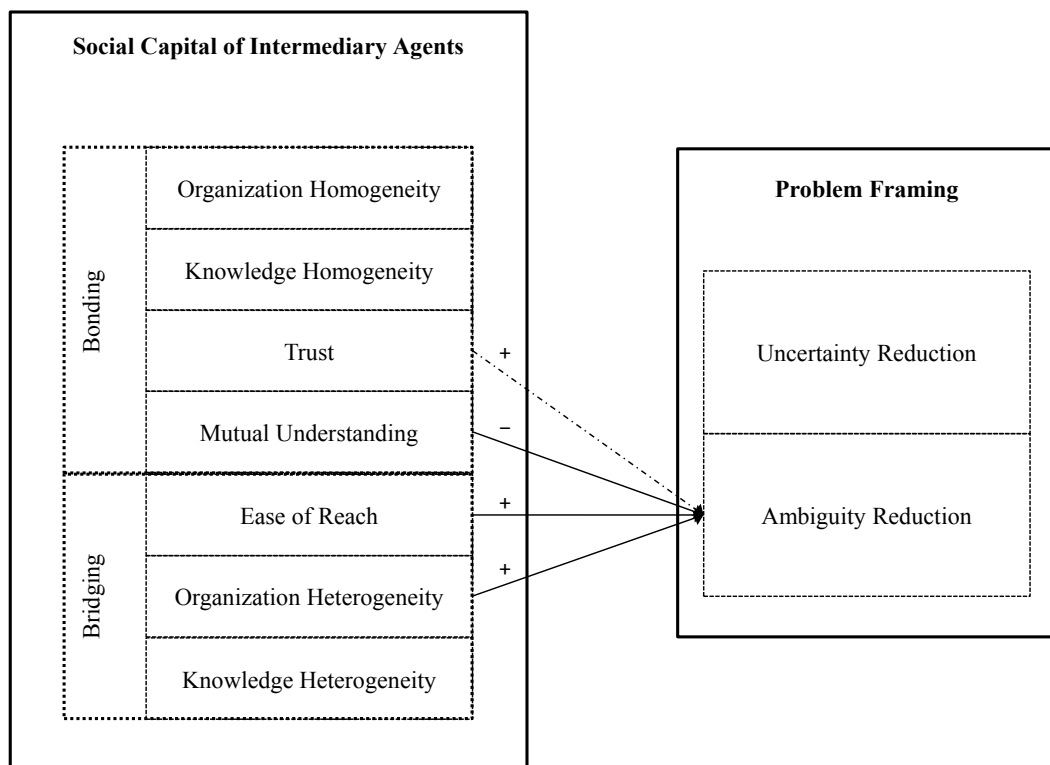 Social Capital of Intermediary Agents
Bonding
Organization Homogeneity
Knowledge Homogeneity
Trust
Mutual Understanding
Bridging
Ease of Reach
Organization Heterogeneity
Knowledge Heterogeneity
+
−
+
+
Problem Framing
Uncertainty Reduction
Ambiguity Reduction